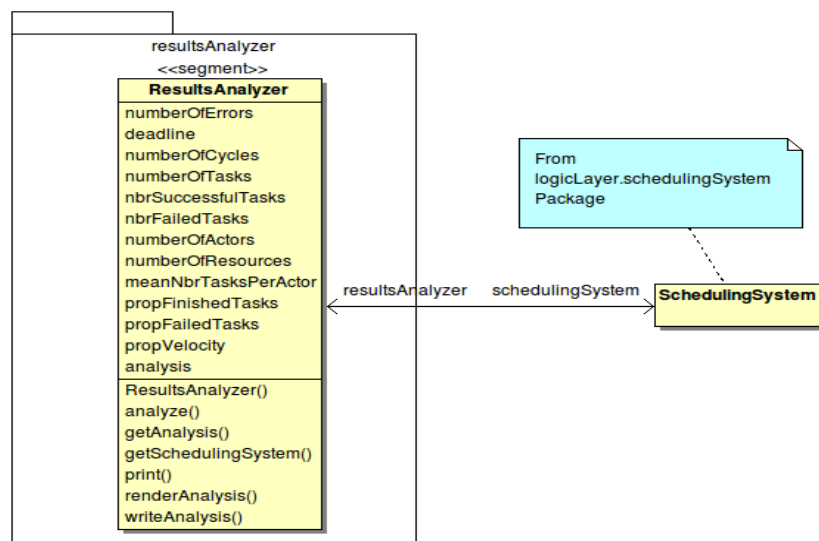 resultsAnalyzer
<<segment>>
ResultsAnalyzer
numberOfErrors
deadline
numberOfCycles
numberOfTasks
nbrSuccessfulTasks
nbrFailedTasks
numberOfActors
numberOfResources
meanNbrTasksPerActor
propFinishedTasks
propFailedTasks
propVelocity
analysis
ResultsAnalyzer()
analyze()
getAnalysis()
getSchedulingSystem()
print()
renderAnalysis()
writeAnalysis()
resultsAnalyzer
schedulingSystem
From
logicLayer.schedulingSystem
Package
SchedulingSystem